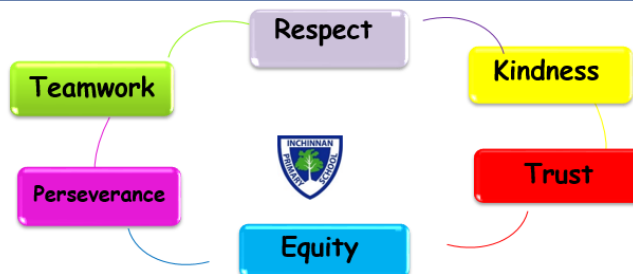 Respect
Kindness
Trust
Equity
Perseverance
Teamwork
INCHINNAN
PRIMARY
SCHOOL